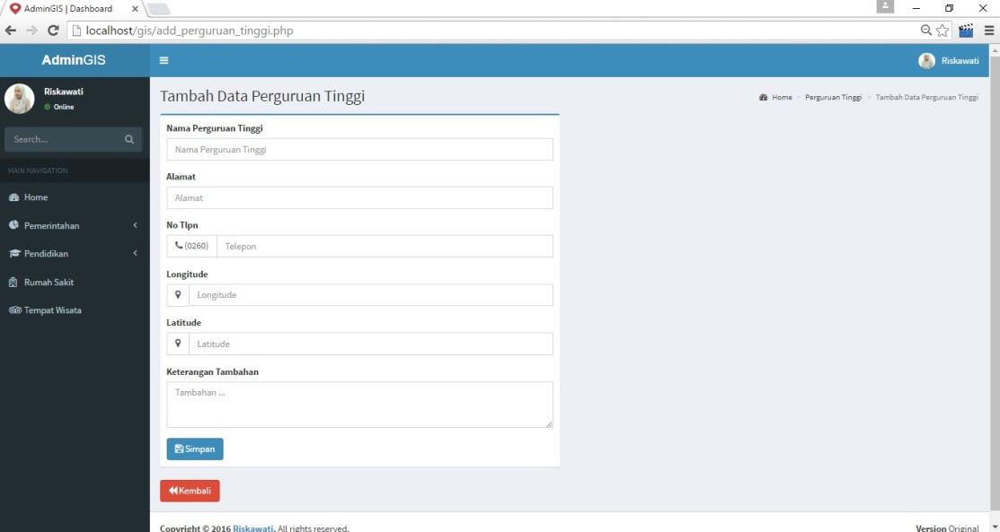 AdminGIS | Dashboard
localhost/gis/add_perguruan_tinggi.php
AdminGIS
Riskawati
Riskawati
Online
Search...
MAIN NAVIGATION
Home
Pemerintahan
Pendidikan
Rumah Sakit
Tempat Wisata
Tambah Data Perguruan Tinggi
Home > Perguruan Tinggi > Tambah Data Perguruan Tinggi
Nama Perguruan Tinggi
Nama Perguruan Tinggi
Alamat
Alamat
No Tlpn
(0260) Telepon
Longitude
Longitude
Latitude
Latitude
Keterangan Tambahan
Tambahan ...
Simpan
Kembali
Copyright © 2016 Riskawati. All rights reserved.
Version Original